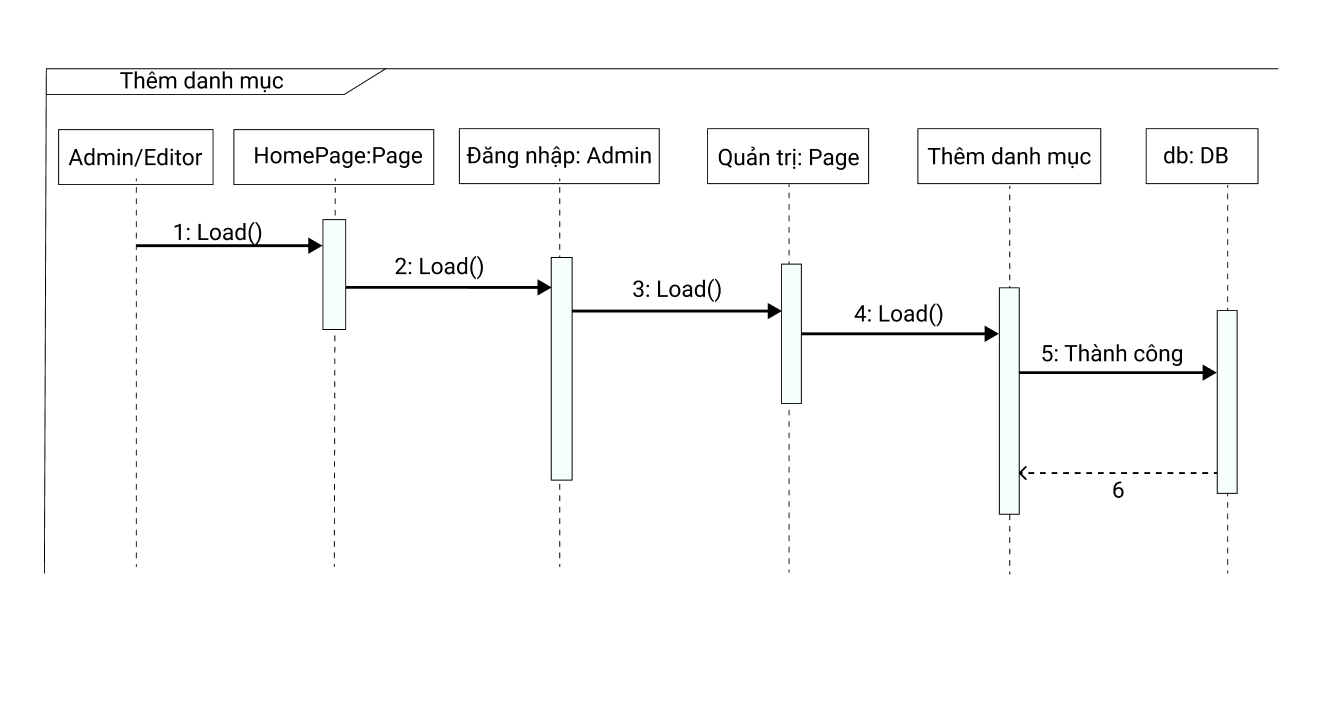 Thêm danh mục
Admin/Editor
HomePage:Page
Đăng nhập: Admin
Quản trị: Page
Thêm danh mục
db: DB
1: Load()
2: Load()
3: Load()
4: Load()
5: Thành công
6